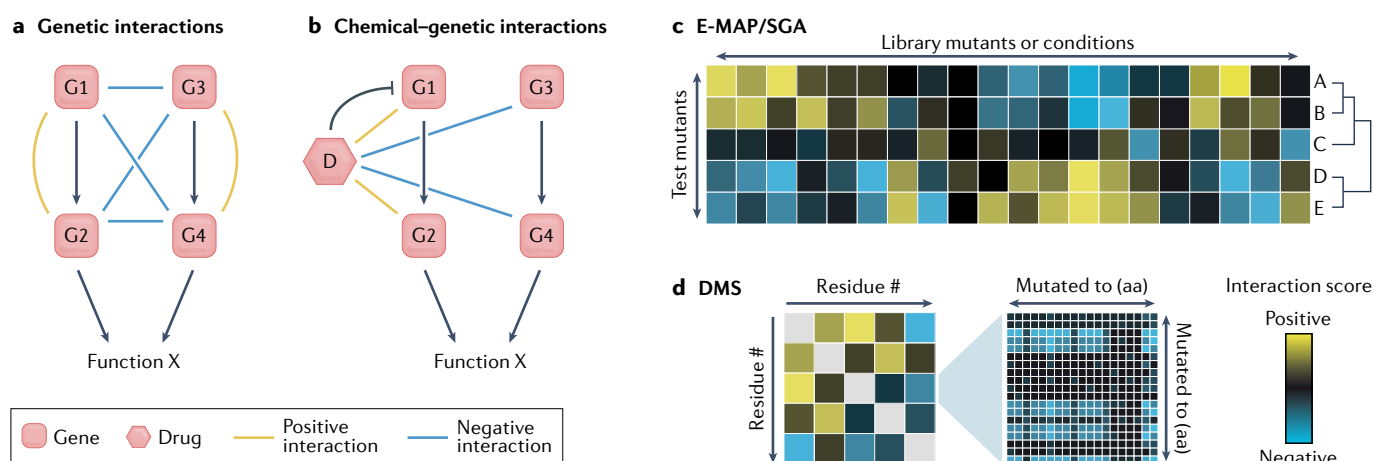 a Genetic interactions
G1
G3
G2
G4
Function X
b Chemical–genetic interactions
G1
G3
D
G2
G4
Function X
Gene
Drug
Positive
interaction
Negative
interaction
c E-MAP/SGA
Library mutants or conditions
Test mutants
A
B
C
D
E
d DMS
Residue #
Residue #
Mutated to (aa)
Mutated to (aa)
Interaction score
Positive
Negative